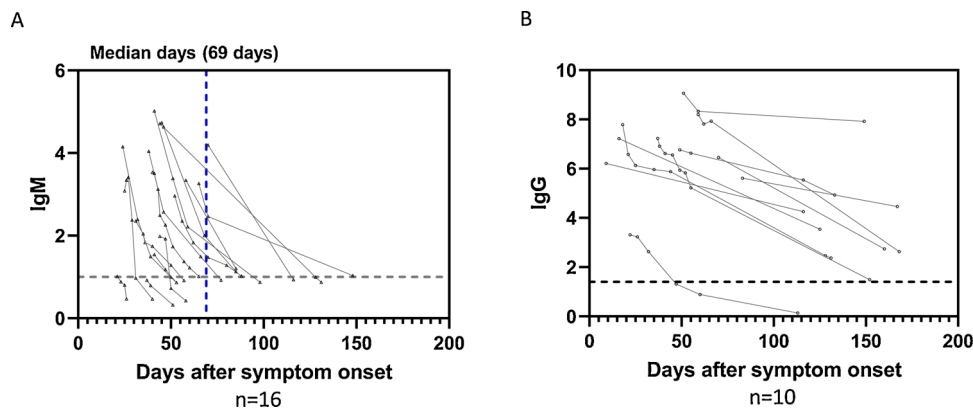 A
Median days (69 days)
6
4
2
0
IgM
0
50
100
150
200
Days after symptom onset
n=16
B
10
8
6
4
2
0
IgG
0
50
100
150
200
Days after symptom onset
n=10